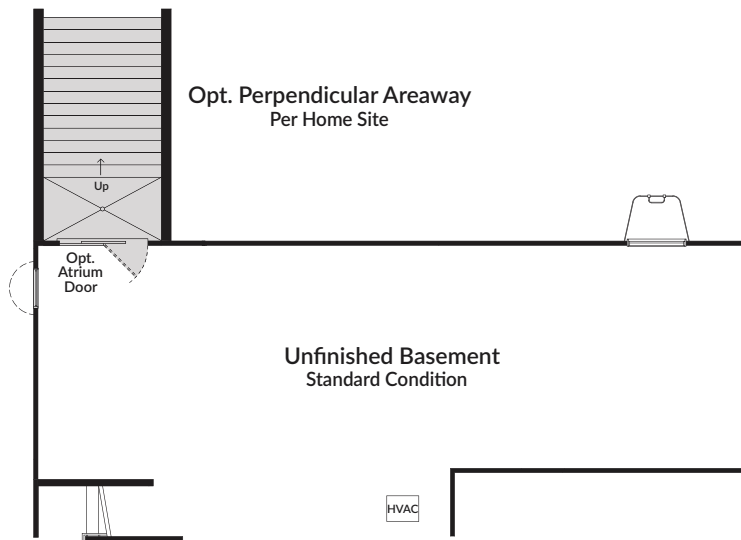 Opt. Perpendicular Areaway
Per Home Site
Up
Opt.
Atrium
Door
Unfinished Basement
Standard Condition
HVAC